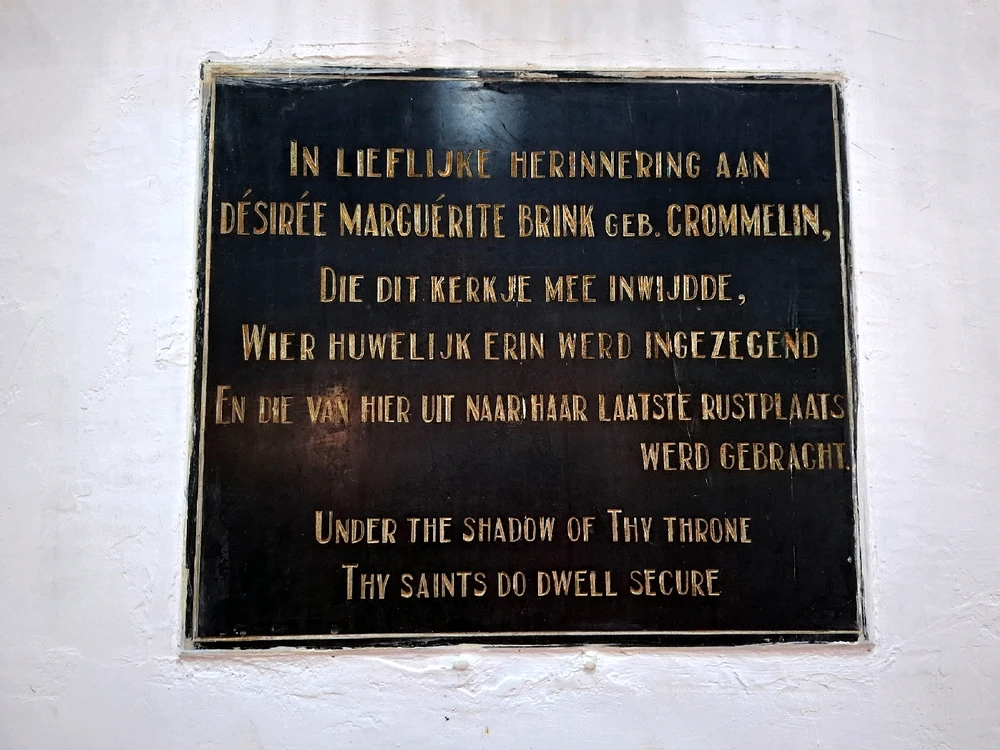 In lieflijke herinnering aan
Désirée Marguérite Brink geb. Crommelin,
Die dit kerkje mee inwijdde,
Wier huwelijk erin werd ingezegend
En die van hier uit naar haar laatste rustplaats
werd gebracht.
Under the shadow of Thy throne
Thy saints do dwell secure